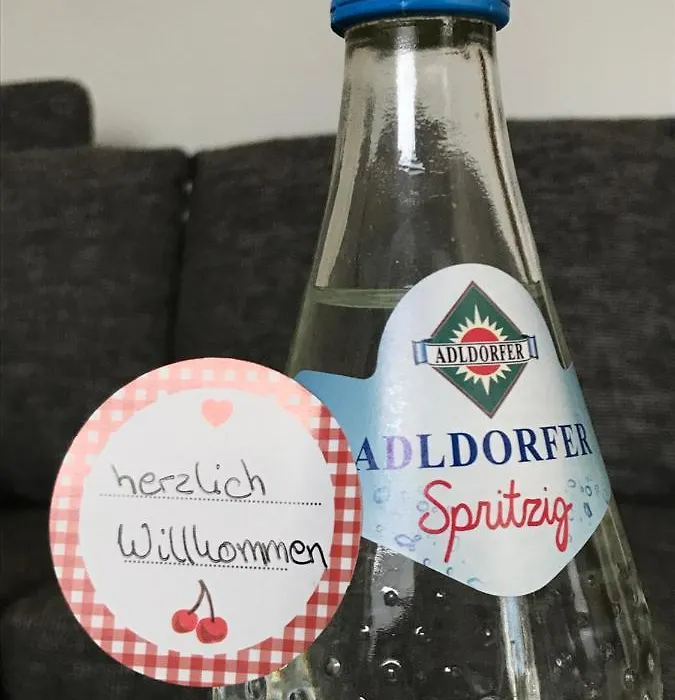 ADLDORFER
ADLDORFER
Spritzig
herzlich
Willkommen